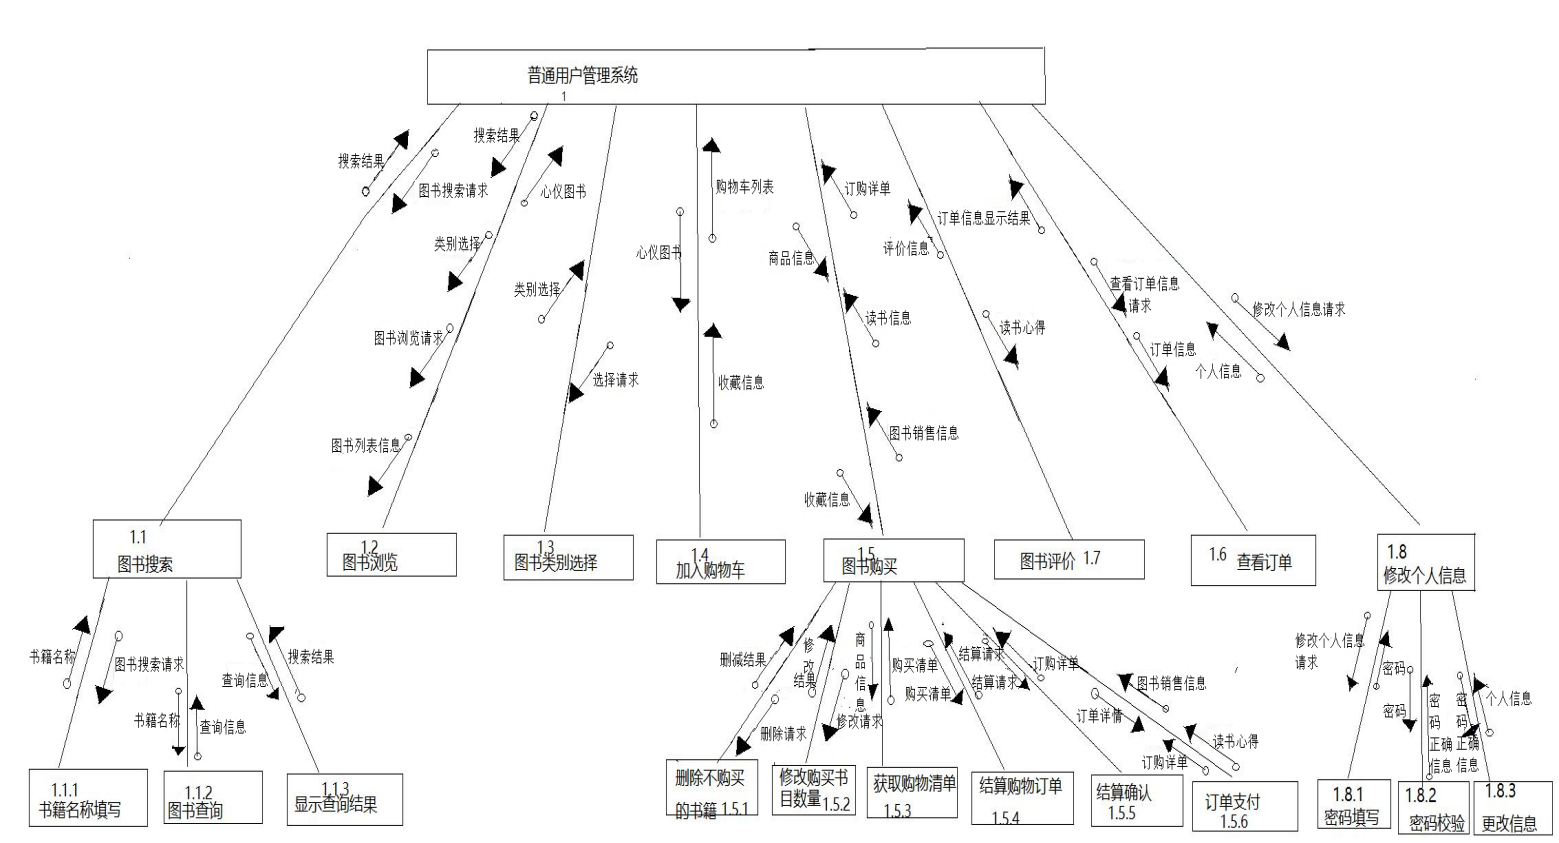 普通用户管理系统
1
搜索结果
图书搜索请求
搜索结果
心仪图书
类别选择
图书浏览请求
图书列表信息
类别选择
选择请求
购物车列表
心仪图书
收藏信息
订购详单
商品信息
读书信息
图书销售信息
收藏信息
评价信息
读书心得
订单信息显示结果
查看订单信息
请求
订单信息
修改个人信息请求
个人信息
1.1
图书搜索
1.2
图书浏览
1.3
图书类别选择
1.4
加入购物车
1.5
图书购买
图书评价 1.7
1.6 查看订单
1.8
修改个人信息
书籍名称
图书搜索请求
书籍名称
查询信息
查询信息
搜索结果
删减结果
删除请求
修
改
结果
修改请求
商
品
信
息
购买清单
购买清单
结算请求
结算请求
订购详单
订单详情
图书销售信息
订购详单
读书心得
修改个人信息
请求
密码
密码
密
码
正确
信息
密
码
正确
信息
个人信息
1.1.1
书籍名称填写
1.1.2
图书查询
1.1.3
显示查询结果
删除不购买
的书籍 1.5.1
修改购买书
目数量 1.5.2
获取购物清单
1.5.3
结算购物订单
1.5.4
结算确认
1.5.5
订单支付
1.5.6
1.8.1
密码填写
1.8.2
密码校验
1.8.3
更改信息